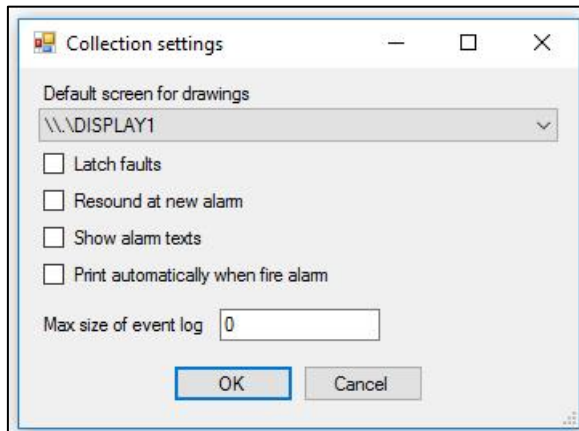 Collection settings
Default screen for drawings
\\.\DISPLAY1
Latch faults
Resound at new alarm
Show alarm texts
Print automatically when fire alarm
Max size of event log 0
OK Cancel